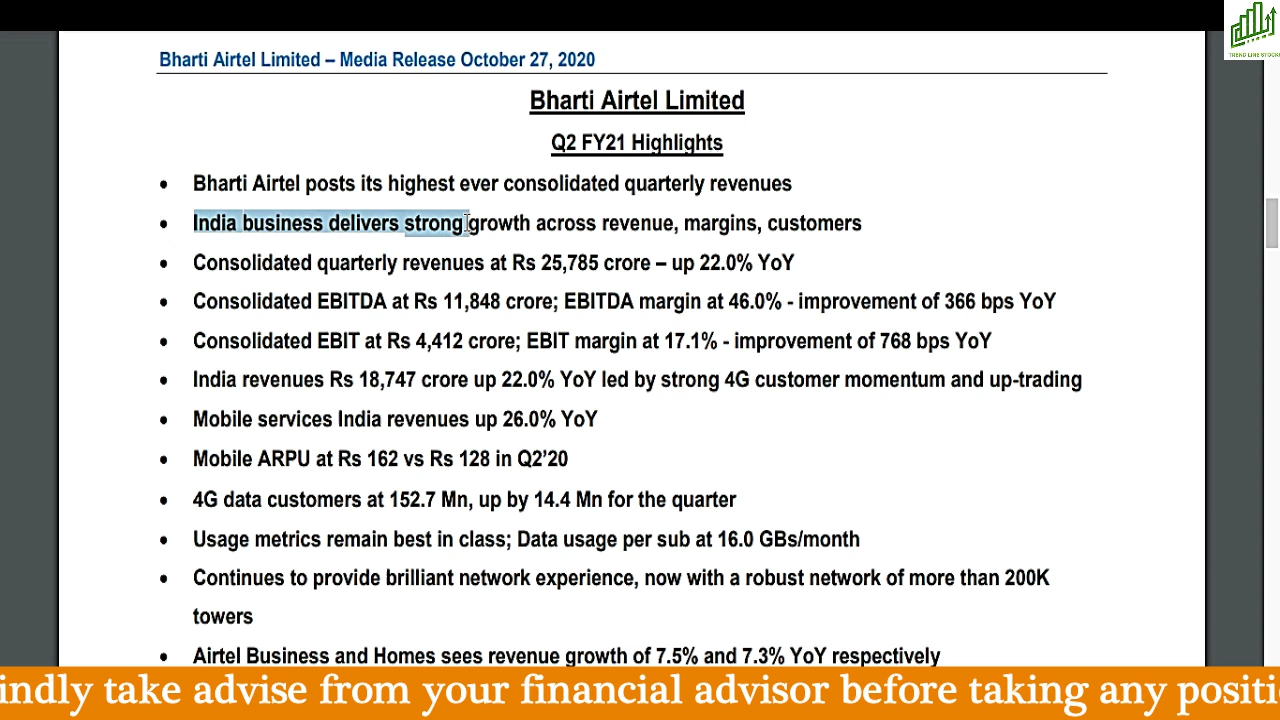 TREND LINE STOCKS
Bharti Airtel Limited – Media Release October 27, 2020
Bharti Airtel Limited
Q2 FY21 Highlights
• Bharti Airtel posts its highest ever consolidated quarterly revenues
• India business delivers strong growth across revenue, margins, customers
• Consolidated quarterly revenues at Rs 25,785 crore – up 22.0% YoY
• Consolidated EBITDA at Rs 11,848 crore; EBITDA margin at 46.0% - improvement of 366 bps YoY
• Consolidated EBIT at Rs 4,412 crore; EBIT margin at 17.1% - improvement of 768 bps YoY
• India revenues Rs 18,747 crore up 22.0% YoY led by strong 4G customer momentum and up-trading
• Mobile services India revenues up 26.0% YoY
• Mobile ARPU at Rs 162 vs Rs 128 in Q2’20
• 4G data customers at 152.7 Mn, up by 14.4 Mn for the quarter
• Usage metrics remain best in class; Data usage per sub at 16.0 GBs/month
• Continues to provide brilliant network experience, now with a robust network of more than 200K
towers
• Airtel Business and Homes sees revenue growth of 7.5% and 7.3% YoY respectively
indly take advise from your financial advisor before taking any positi